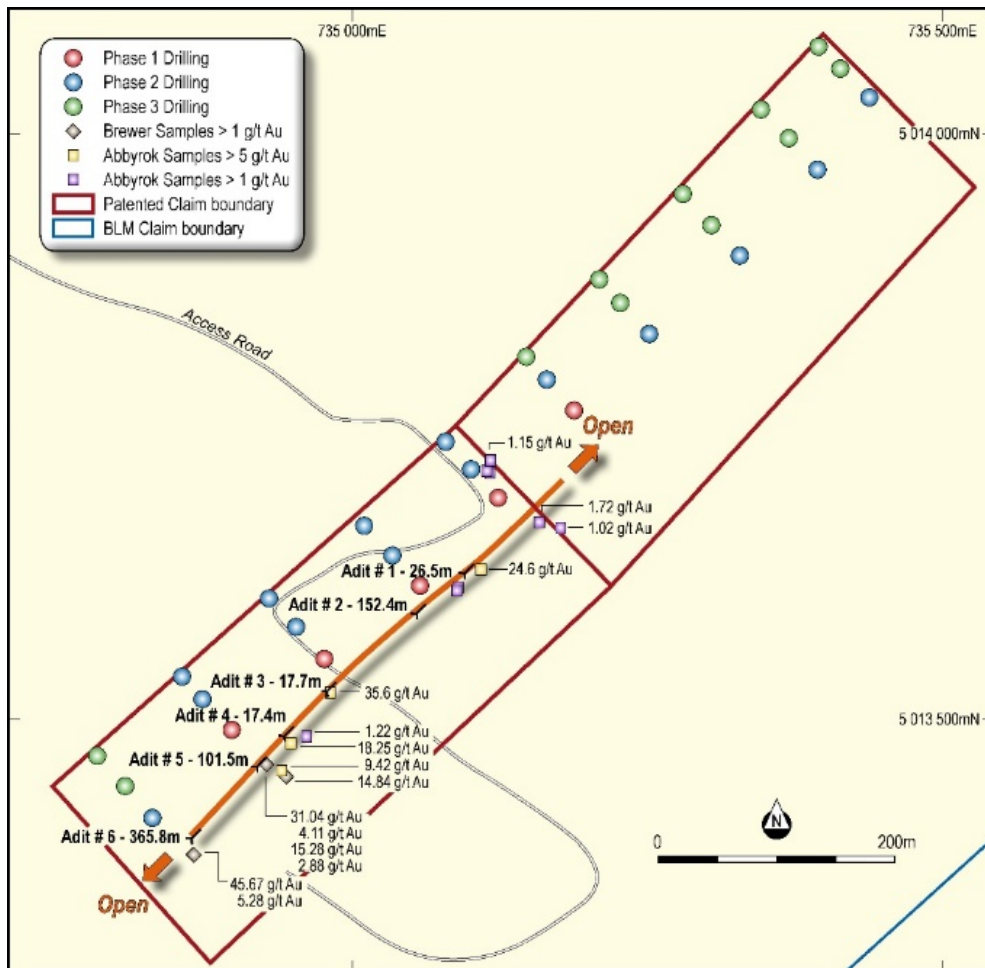 735 000mE
735 500mE
Phase 1 Drilling
Phase 2 Drilling
Phase 3 Drilling
Brewer Samples > 1 g/t Au
Abbyrok Samples > 5 g/t Au
Abbyrok Samples > 1 g/t Au
Patented Claim boundary
BLM Claim boundary
5 014 000mN
Access Road
Open
1.15 g/t Au
1.72 g/t Au
1.02 g/t Au
Adit # 1 - 26.5m
24.6 g/t Au
Adit # 2 - 152.4m
Adit # 3 - 17.7m
35.6 g/t Au
Adit # 4 - 17.4m
5 013 500mN
1.22 g/t Au
18.25 g/t Au
Adit # 5 - 101.5m
9.42 g/t Au
14.84 g/t Au
31.04 g/t Au
4.11 g/t Au
15.28 g/t Au
2.88 g/t Au
Adit # 6 - 365.8m
N
0
200m
45.67 g/t Au
5.28 g/t Au
Open